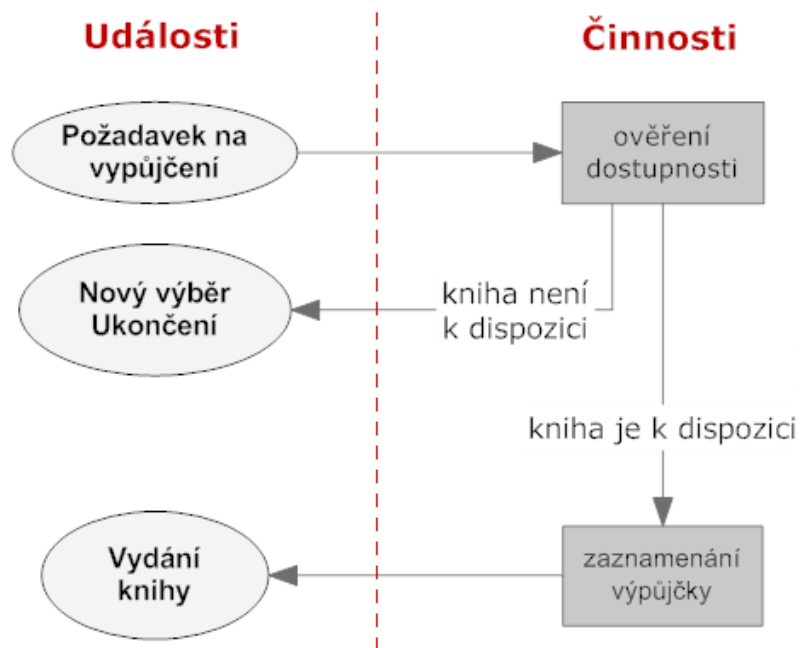 Události
Činnosti
Požadavek na
vypůjčení
ověření
dostupnosti
Nový výběr
Ukončení
kniha není
k dispozici
kniha je k dispozici
Vydání
knihy
zaznamenání
výpůjčky